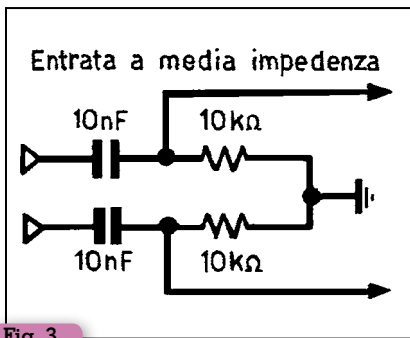 Entrata a media impedenza
10nF 10kΩ
10nF 10kΩ
Fig. 3